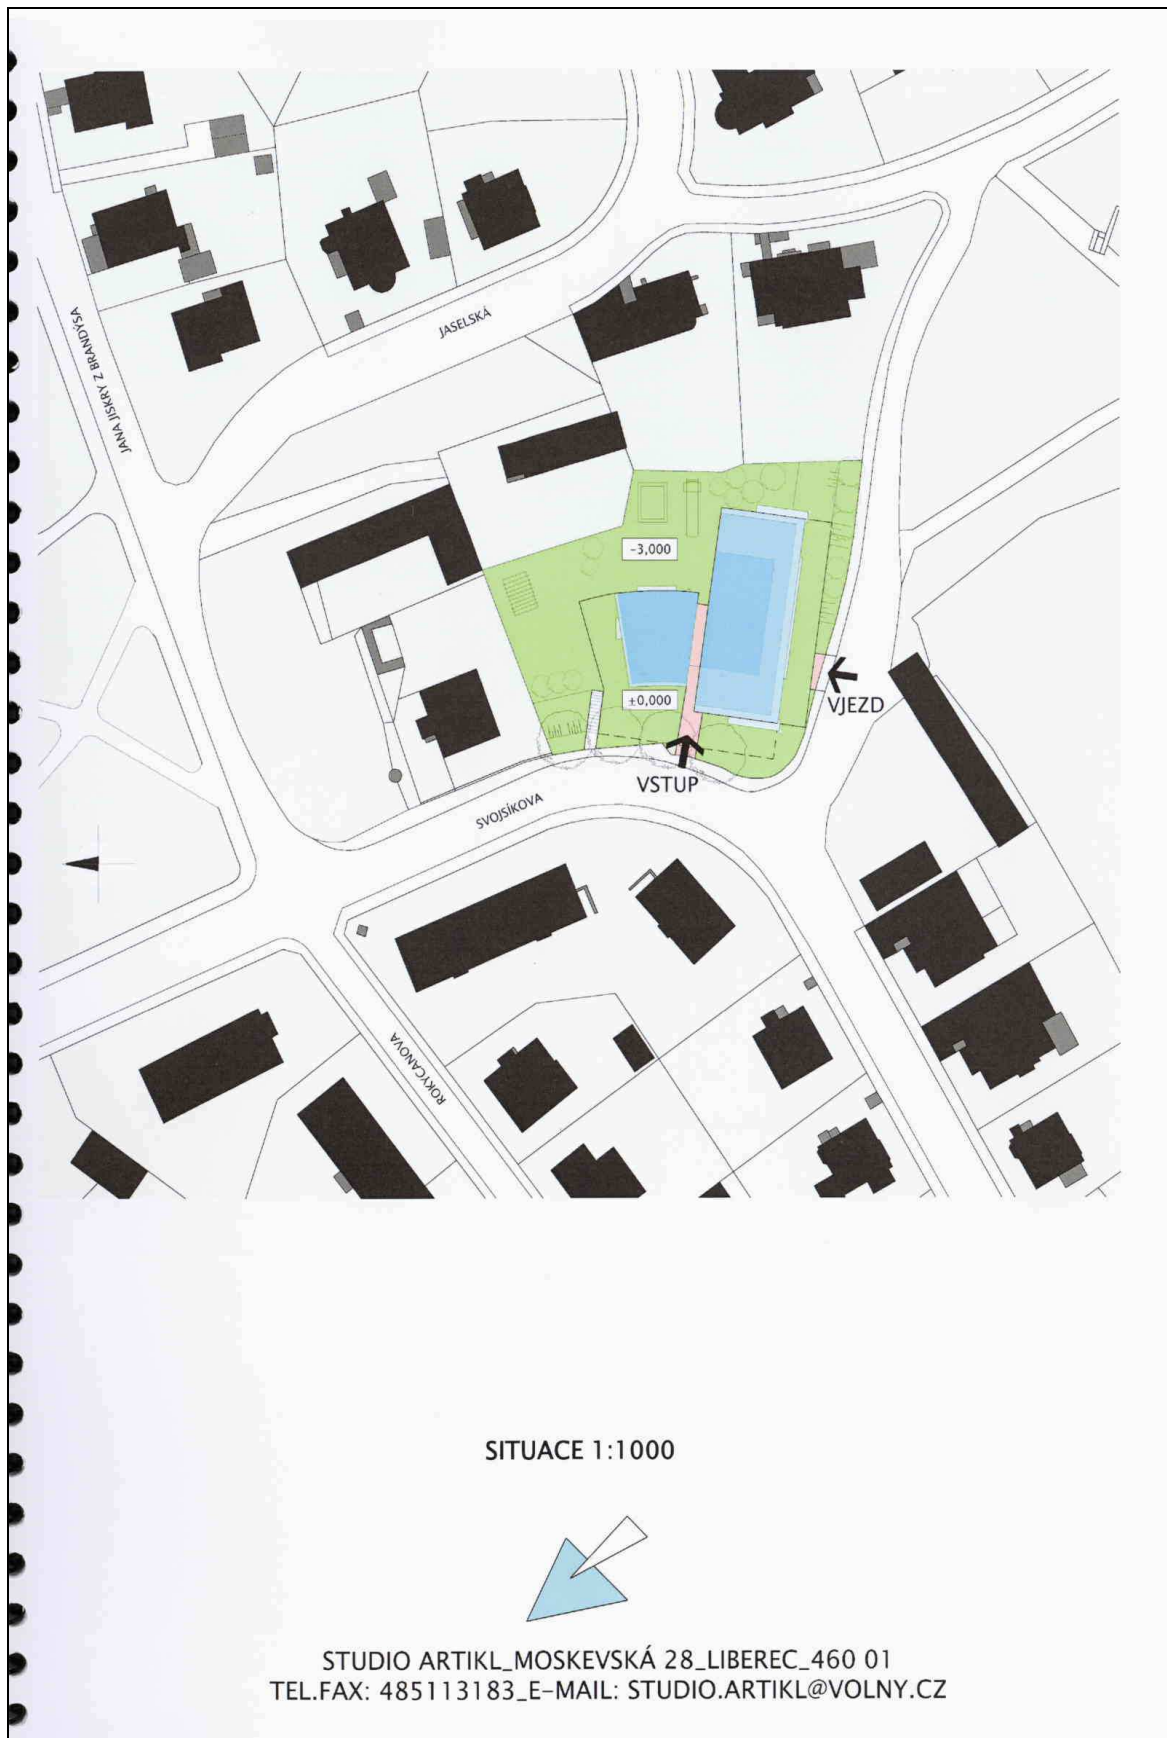 JASELSKÁ
JANA JISKRY Z BRANDÝSA
-3,000
±0,000
VJEZD
VSTUP
SVOJSÍKOVA
ROKYCANOVA
SITUACE 1:1000
STUDIO ARTIKL_MOSKEVSKÁ 28_LIBEREC_460 01
TEL.FAX: 485113183_E-MAIL: STUDIO.ARTIKL@VOLNY.CZ